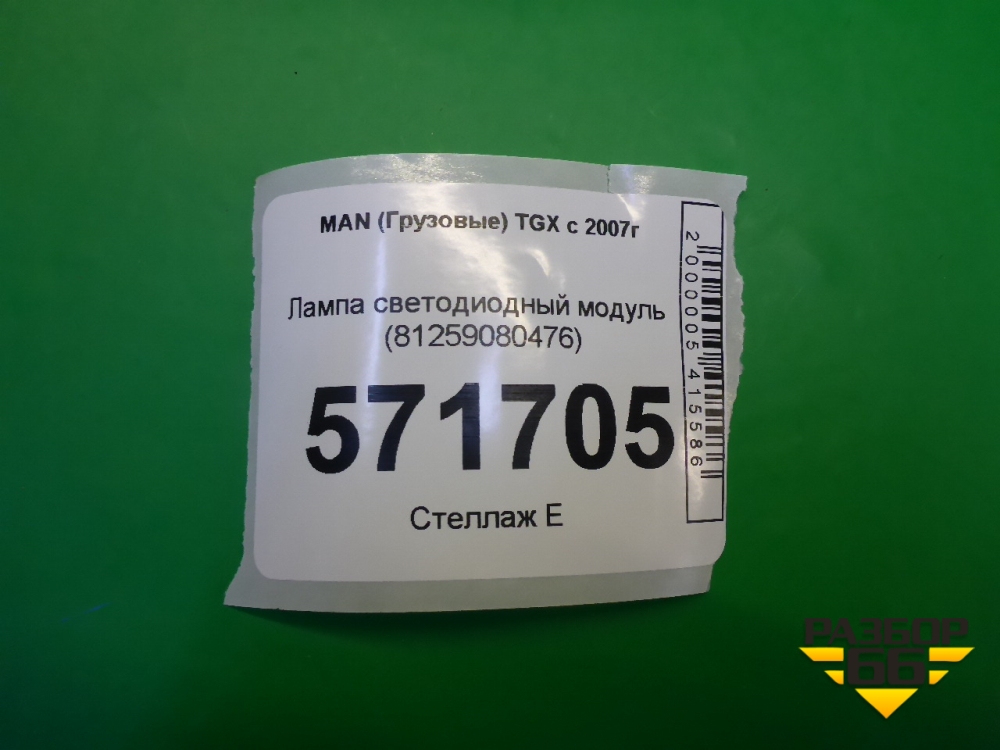 MAN (Грузовые) TGX с 2007г
Лампа светодиодный модуль
(81259080476)
571705
Стеллаж Е
2000005415586
РАЗБОР
66